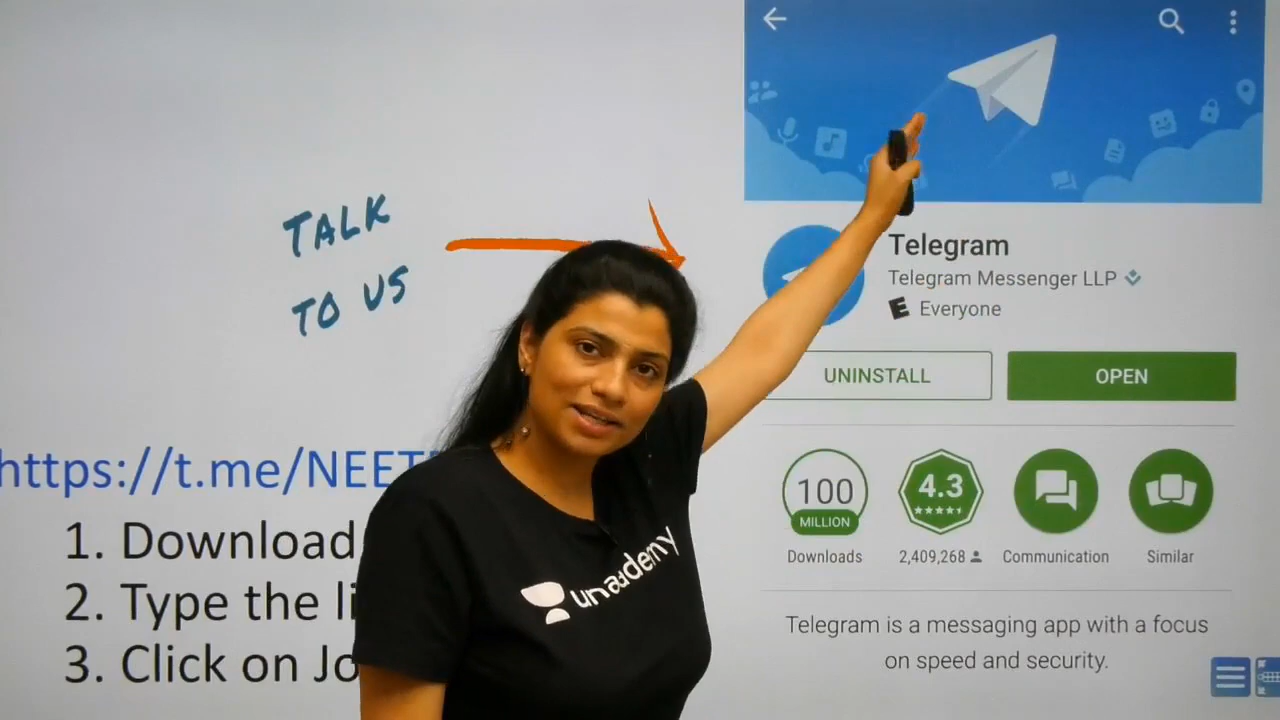 TALK
TO US
https://t.me/NEET
1. Download
2. Type the li
3. Click on Jo
unacademy
Telegram
Telegram Messenger LLP
E Everyone
UNINSTALL
OPEN
100
MILLION
Downloads
4.3
2,409,268
Communication
Similar
Telegram is a messaging app with a focus
on speed and security.